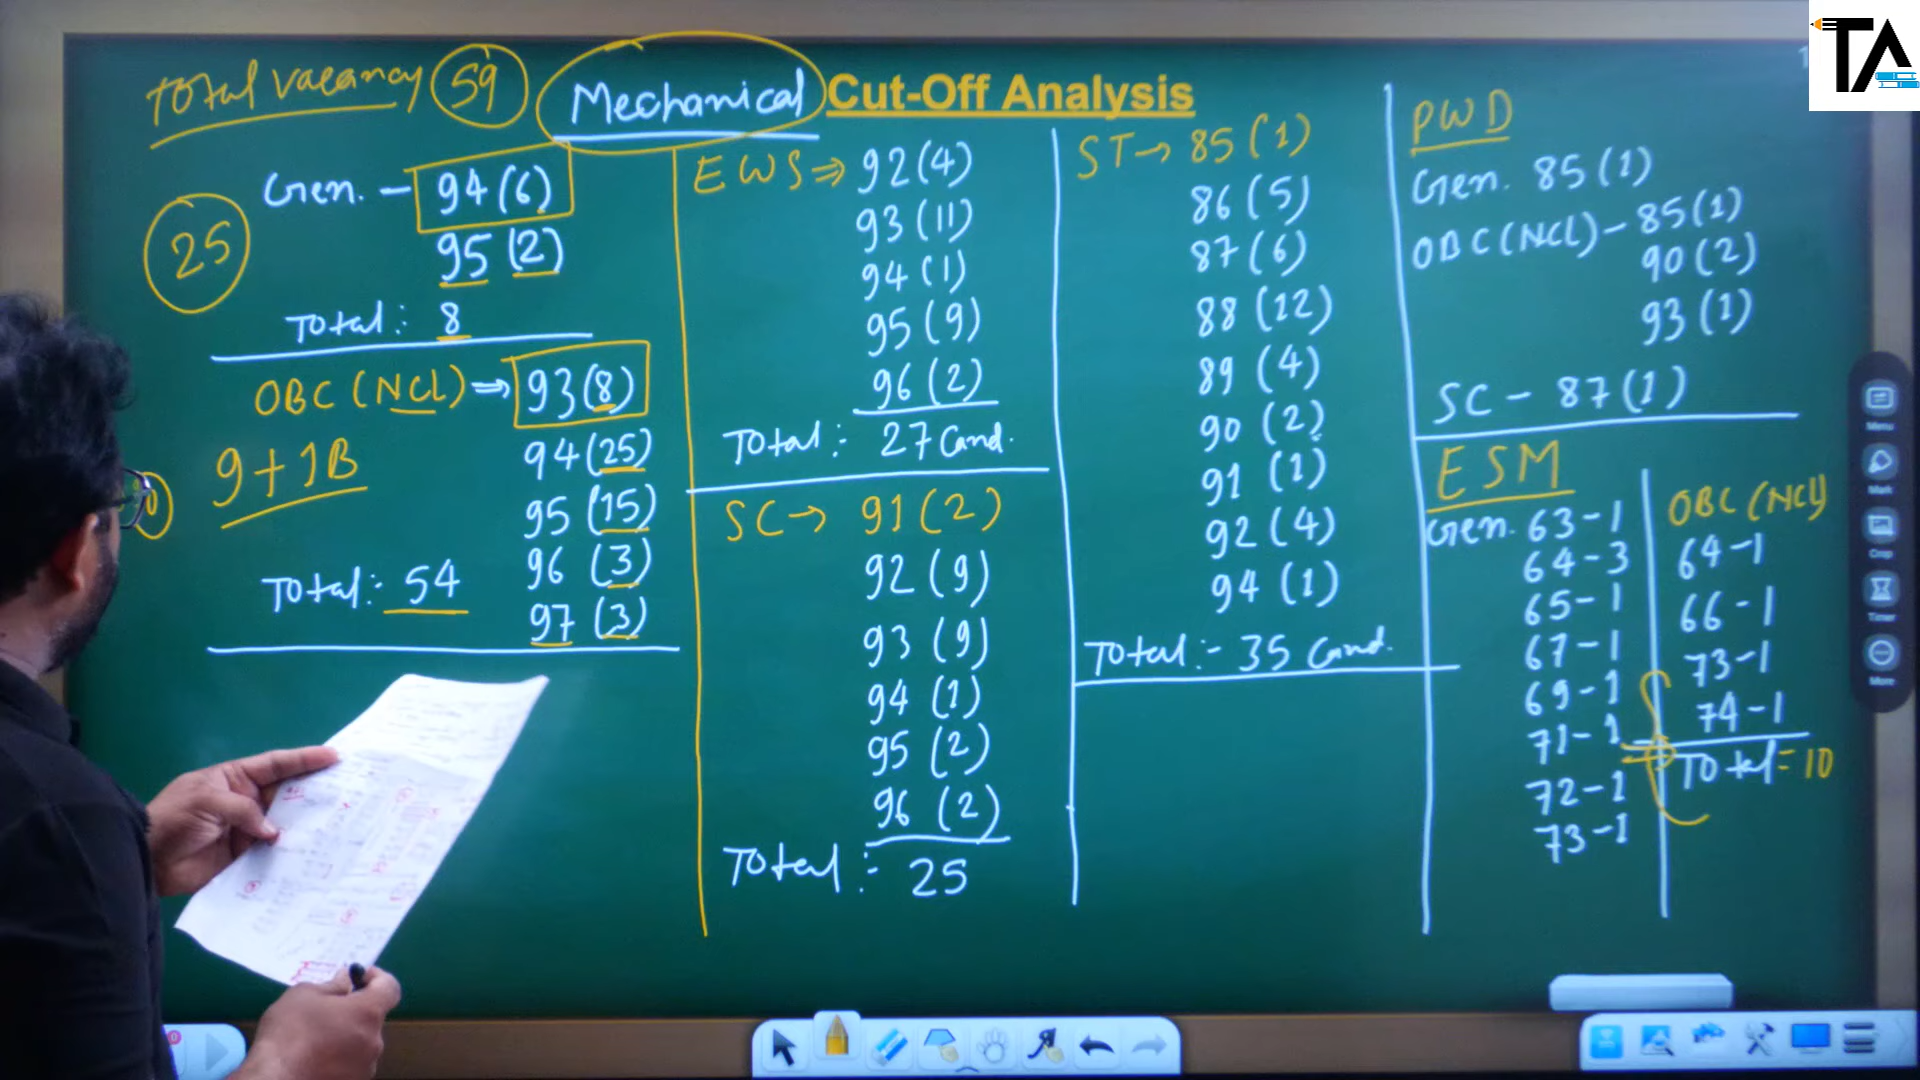 TA
Total vacancy 59
Mechanical Cut-Off Analysis
25
Gen. - 94(6)
95(2)
Total:- 8
OBC (NCL) ⇒ 93(8)
9+1B
94(25)
95(15)
96(3)
97(3)
Total:- 54
EWS ⇒ 92(4)
93(11)
94(1)
95(9)
96(2)
Total:- 27 Cand.
SC → 91(2)
92(9)
93(9)
94(1)
95(2)
96(2)
Total:- 25
ST → 85(1)
86(5)
87(6)
88(12)
89(4)
90(2)
91(1)
92(4)
94(1)
Total:- 35 Cand.
PWD
Gen. 85(1)
OBC(NCL) - 85(1)
90(2)
93(1)
SC - 87(1)
ESM
Gen. 63-1
64-3
65-1
67-1
69-1
71-1
72-1
73-1
OBC (NCL)
64-1
66-1
73-1
74-1
Total = 10
Menu
Mark
Crop
Timer
More